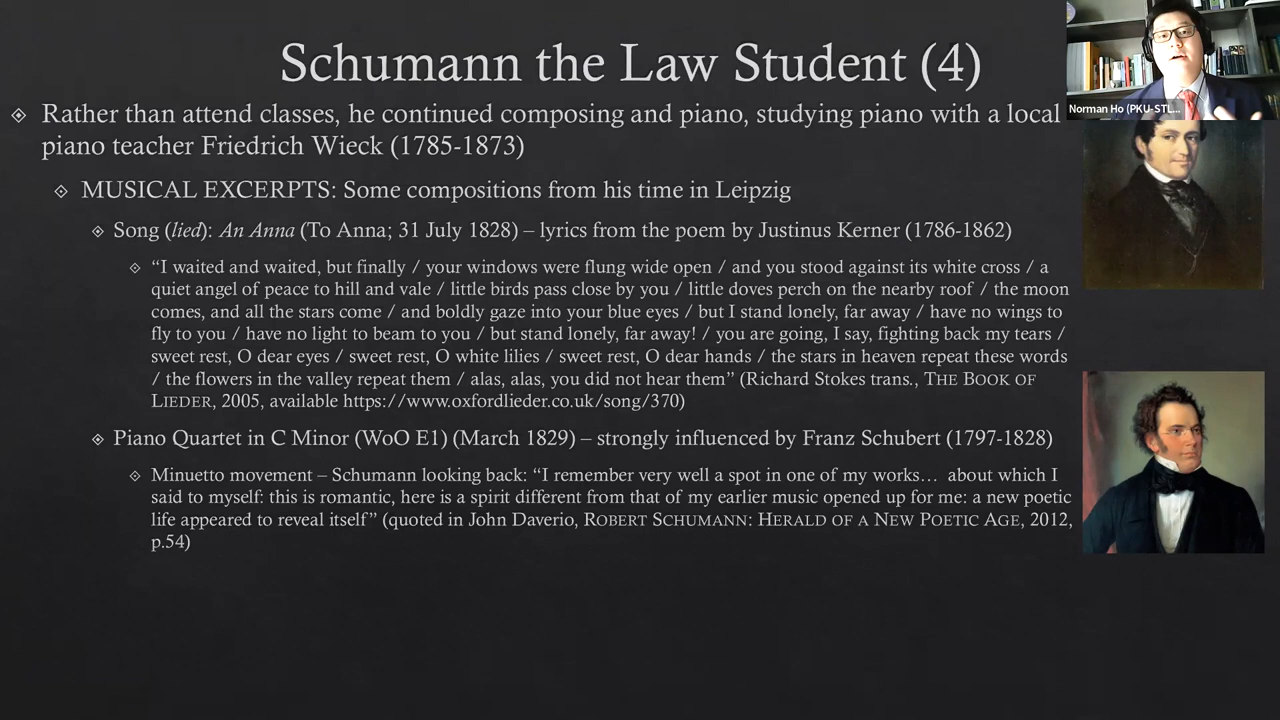 Schumann the Law Student (4)
Norman Ho (PKU-STL...
Rather than attend classes, he continued composing and piano, studying piano with a local
piano teacher Friedrich Wieck (1785-1873)
MUSICAL EXCERPTS: Some compositions from his time in Leipzig
Song (lied): An Anna (To Anna; 31 July 1828) – lyrics from the poem by Justinus Kerner (1786-1862)
“I waited and waited, but finally / your windows were flung wide open / and you stood against its white cross / a
quiet angel of peace to hill and vale / little birds pass close by you / little doves perch on the nearby roof / the moon
comes, and all the stars come / and boldly gaze into your blue eyes / but I stand lonely, far away / have no wings to
fly to you / have no light to beam to you / but stand lonely, far away! / you are going, I say, fighting back my tears /
sweet rest, O dear eyes / sweet rest, O white lilies / sweet rest, O dear hands / the stars in heaven repeat these words
/ the flowers in the valley repeat them / alas, alas, you did not hear them” (Richard Stokes trans., THE BOOK OF
LIEDER, 2005, available https://www.oxfordlieder.co.uk/song/370)
Piano Quartet in C Minor (WoO E1) (March 1829) – strongly influenced by Franz Schubert (1797-1828)
Minuetto movement – Schumann looking back: “I remember very well a spot in one of my works… about which I
said to myself: this is romantic, here is a spirit different from that of my earlier music opened up for me: a new poetic
life appeared to reveal itself” (quoted in John Daverio, ROBERT SCHUMANN: HERALD OF A NEW POETIC AGE, 2012,
p.54)